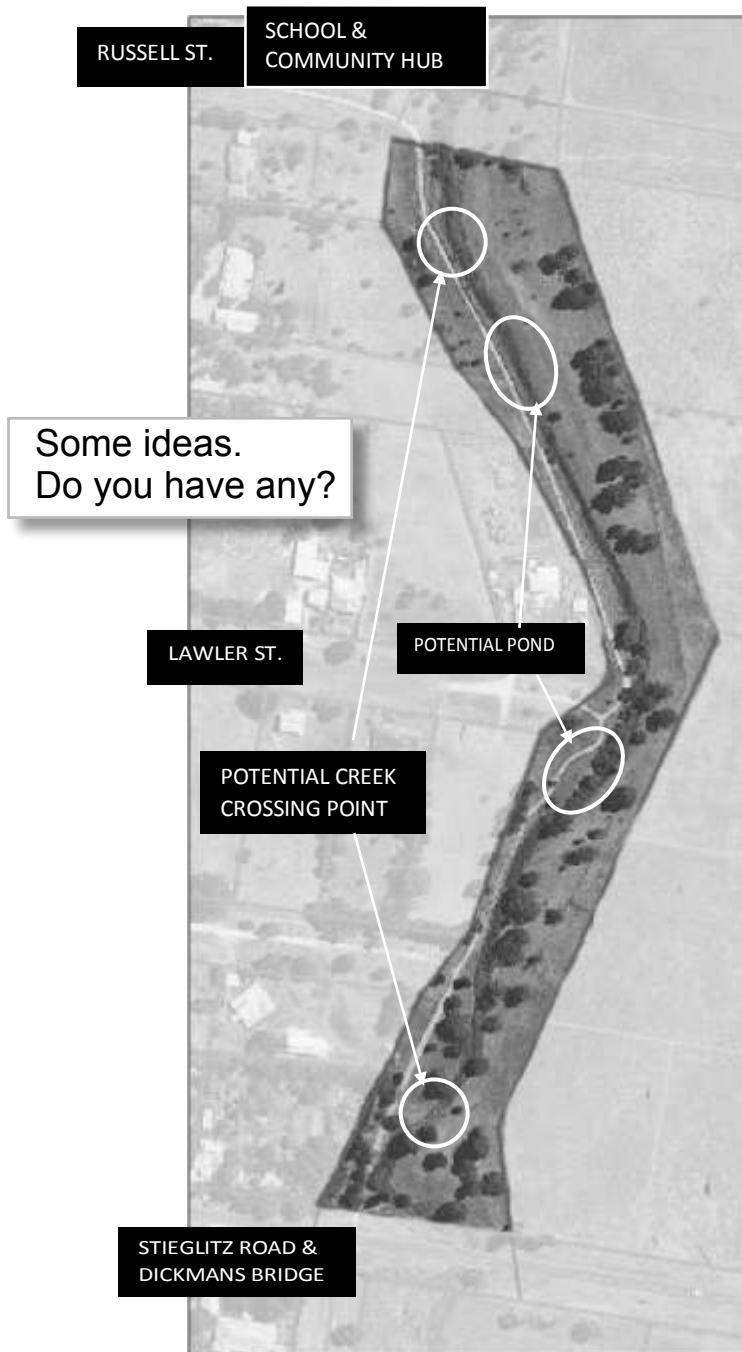 RUSSELL ST.
SCHOOL &
COMMUNITY HUB
Some ideas.
Do you have any?
LAWLER ST.
POTENTIAL POND
POTENTIAL CREEK
CROSSING POINT
STIEGLITZ ROAD &
DICKMANS BRIDGE